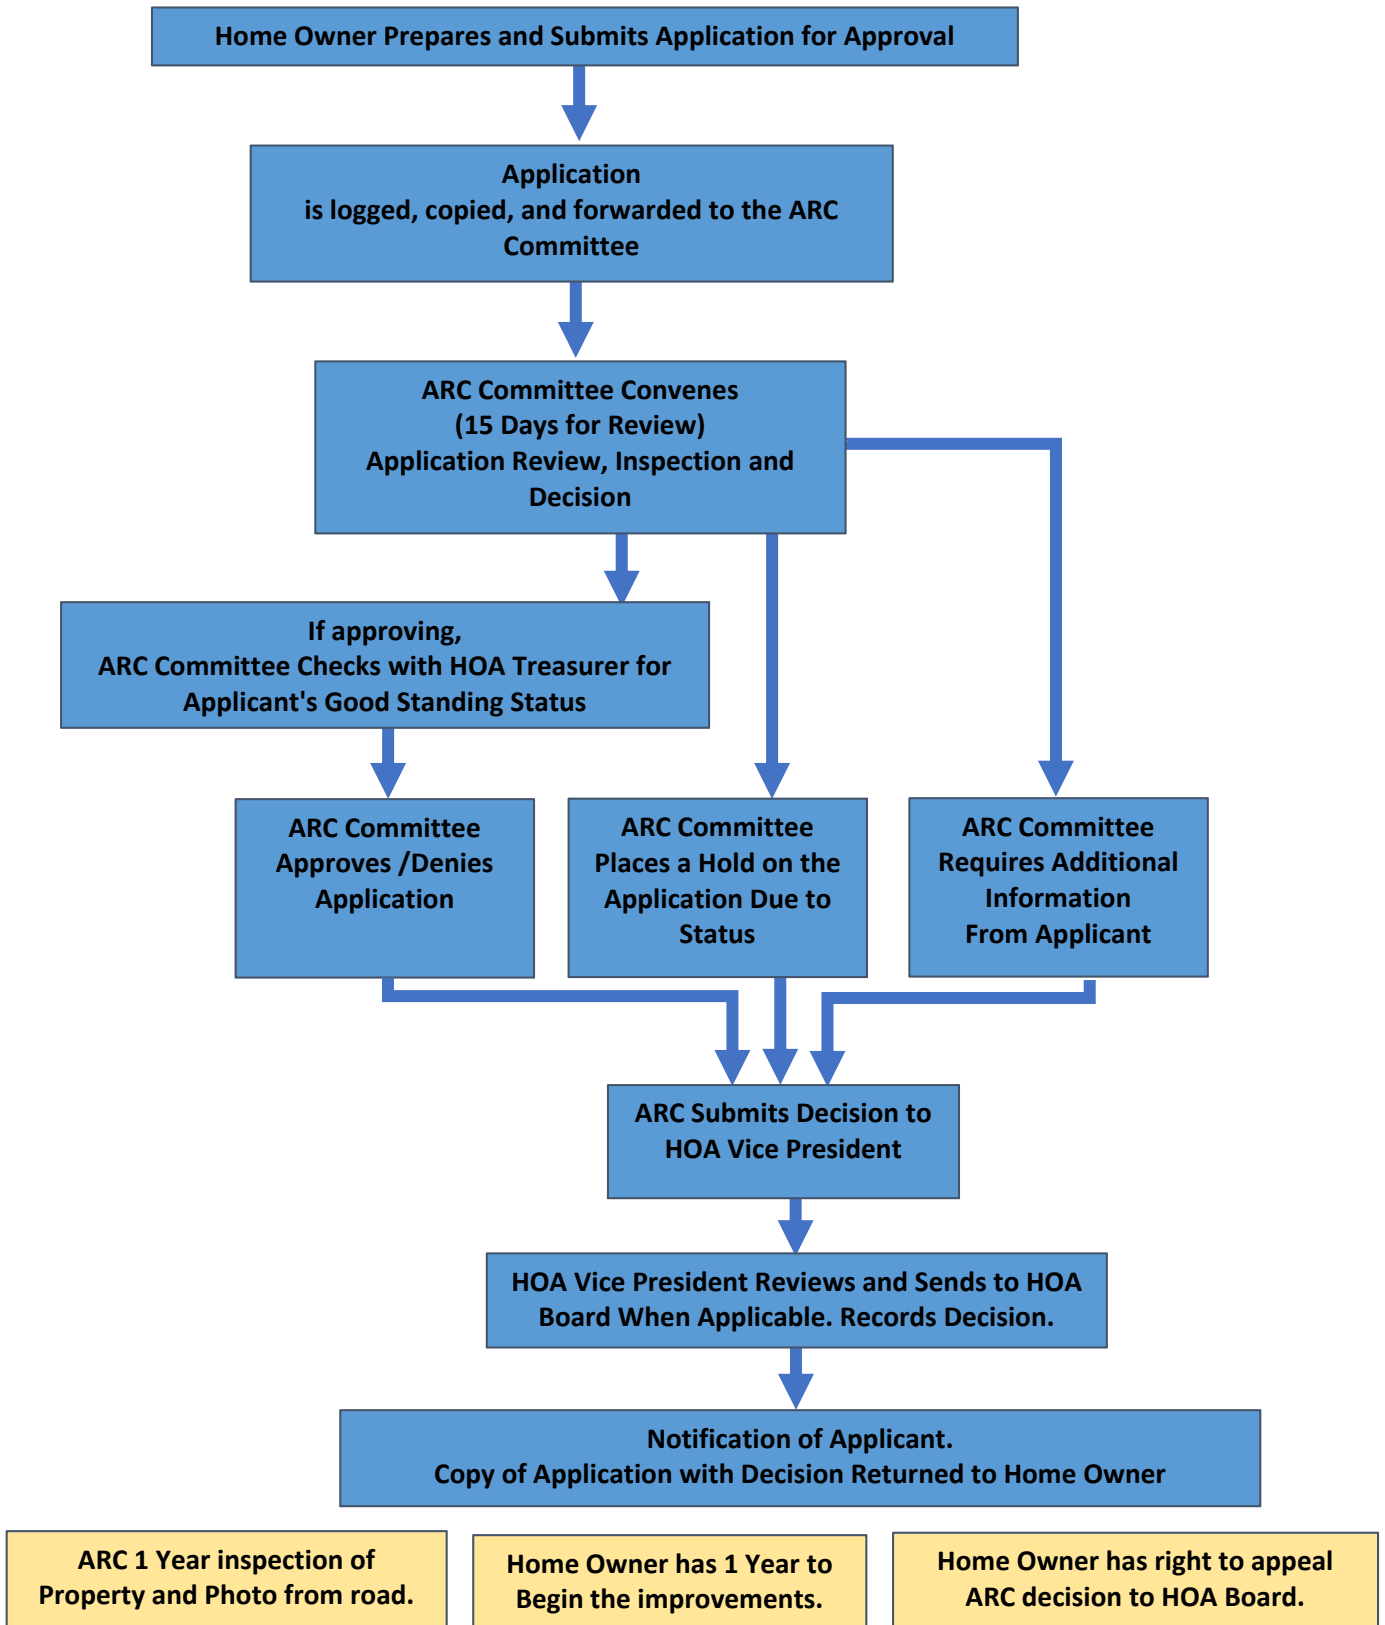 Home Owner Prepares and Submits Application for Approval
Application
is logged, copied, and forwarded to the ARC
Committee
ARC Committee Convenes
(15 Days for Review)
Application Review, Inspection and
Decision
If approving,
ARC Committee Checks with HOA Treasurer for
Applicant's Good Standing Status
ARC Committee
Approves /Denies
Application
ARC Committee
Places a Hold on the
Application Due to
Status
ARC Committee
Requires Additional
Information
From Applicant
ARC Submits Decision to
HOA Vice President
HOA Vice President Reviews and Sends to HOA
Board When Applicable. Records Decision.
Notification of Applicant.
Copy of Application with Decision Returned to Home Owner
ARC 1 Year inspection of
Property and Photo from road.
Home Owner has 1 Year to
Begin the improvements.
Home Owner has right to appeal
ARC decision to HOA Board.